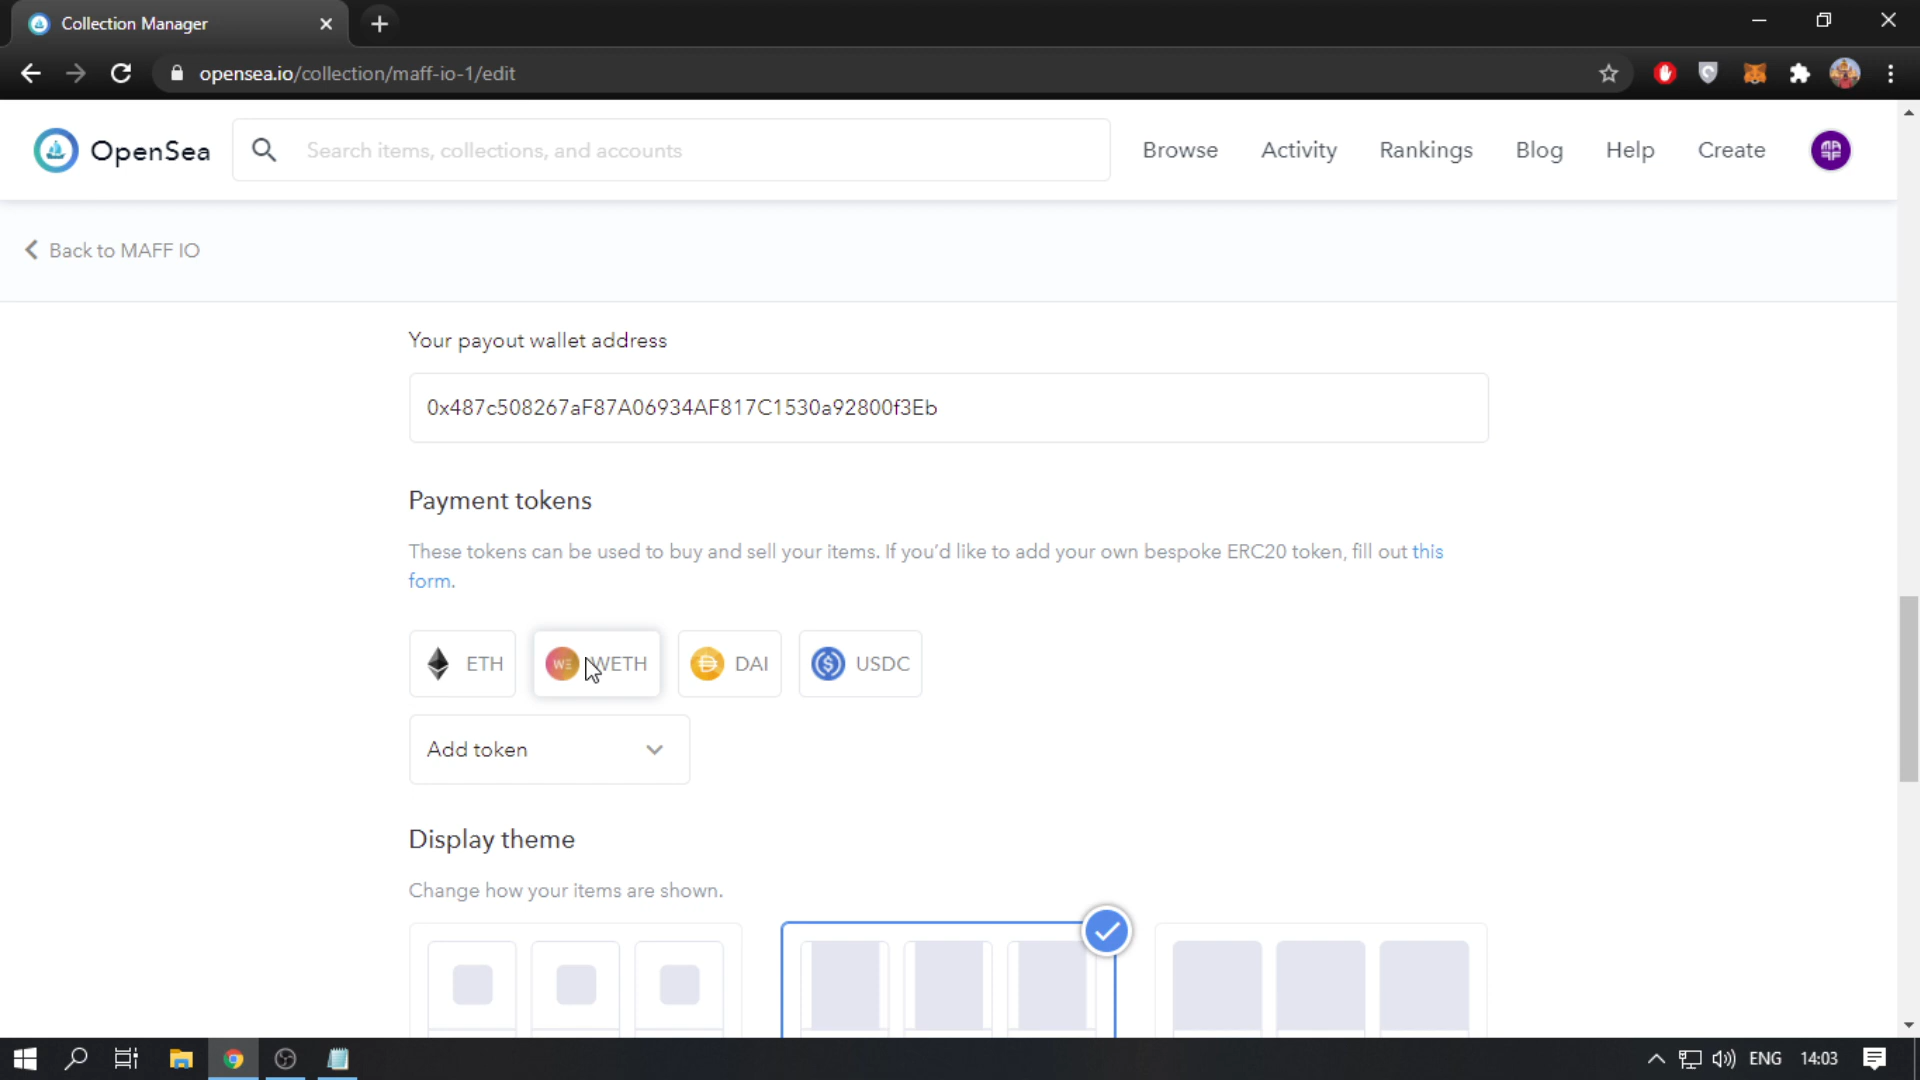 Collection Manager
opensea.io/collection/maff-io-1/edit
OpenSea
Search items, collections, and accounts
Browse
Activity
Rankings
Blog
Help
Create
Back to MAFF IO
Your payout wallet address
0x487c508267aF87A06934AF817C1530a92800f3Eb
Payment tokens
These tokens can be used to buy and sell your items. If you'd like to add your own bespoke ERC20 token, fill out this
form.
ETH
WE WETH
DAI
USDC
Add token
Display theme
Change how your items are shown.
ENG
14:03